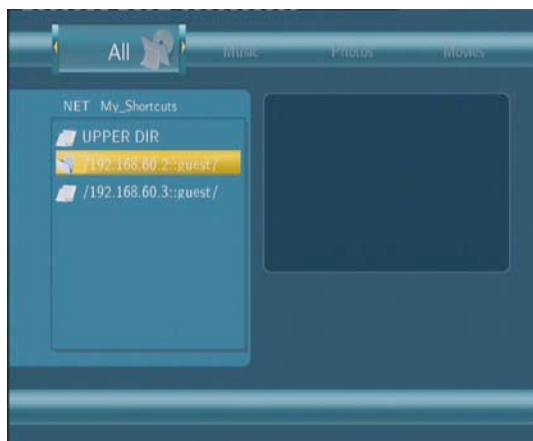 All Music Photos Movies
NET My_Shortcuts
UPPER DIR
/192.168.60.2::guest/
/192.168.60.3::guest/